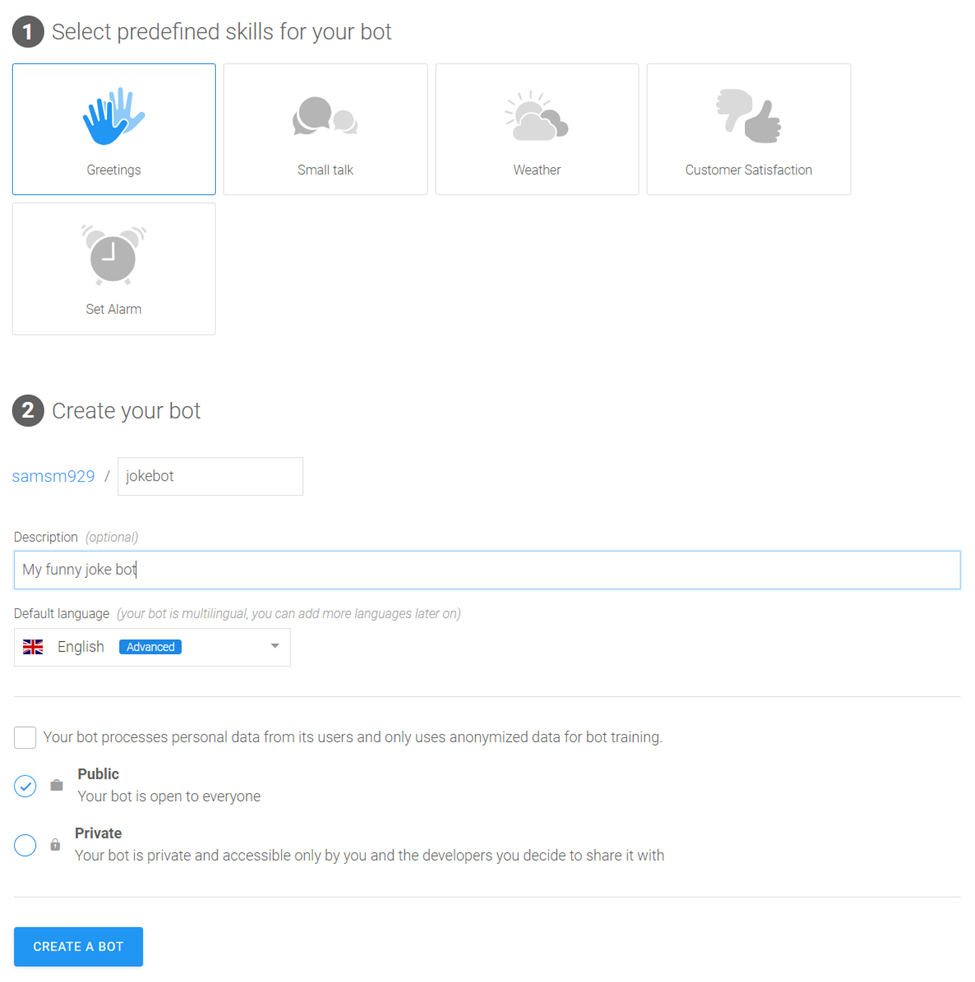 1 Select predefined skills for your bot
Greetings
Small talk
Weather
Customer Satisfaction
Set Alarm
2 Create your bot
samsm929 / jokebot
Description (optional)
My funny joke bot
Default language (your bot is multilingual, you can add more languages later on)
English Advanced
Your bot processes personal data from its users and only uses anonymized data for bot training.
Public
Your bot is open to everyone
Private
Your bot is private and accessible only by you and the developers you decide to share it with
CREATE A BOT